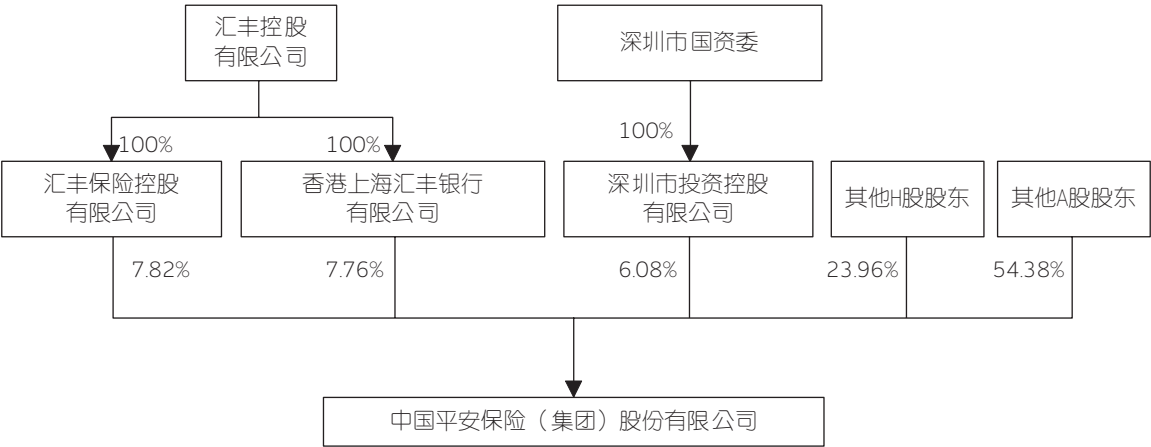 汇丰控股
有限公司
深圳市国资委
100%
100%
100%
汇丰保险控股
有限公司
香港上海汇丰银行
有限公司
深圳市投资控股
有限公司
其他H股股东
其他A股股东
7.82%
7.76%
6.08%
23.96%
54.38%
中国平安保险（集团）股份有限公司